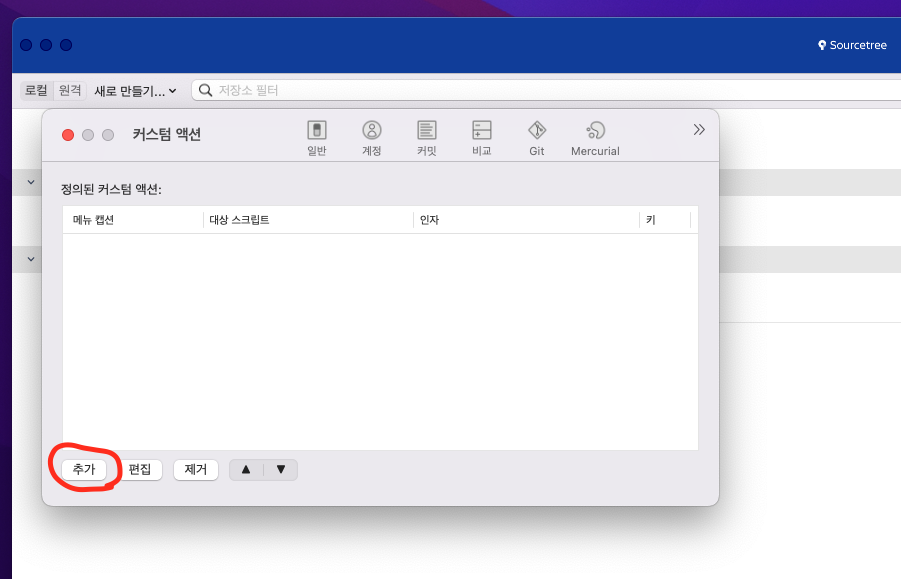 Sourcetree
로컬 원격 새로 만들기... 저장소 필터
커스텀 액션
일반 계정 커밋 비교 Git Mercurial
정의된 커스텀 액션:
메뉴 캡션 대상 스크립트 인자 키
추가 편집 제거